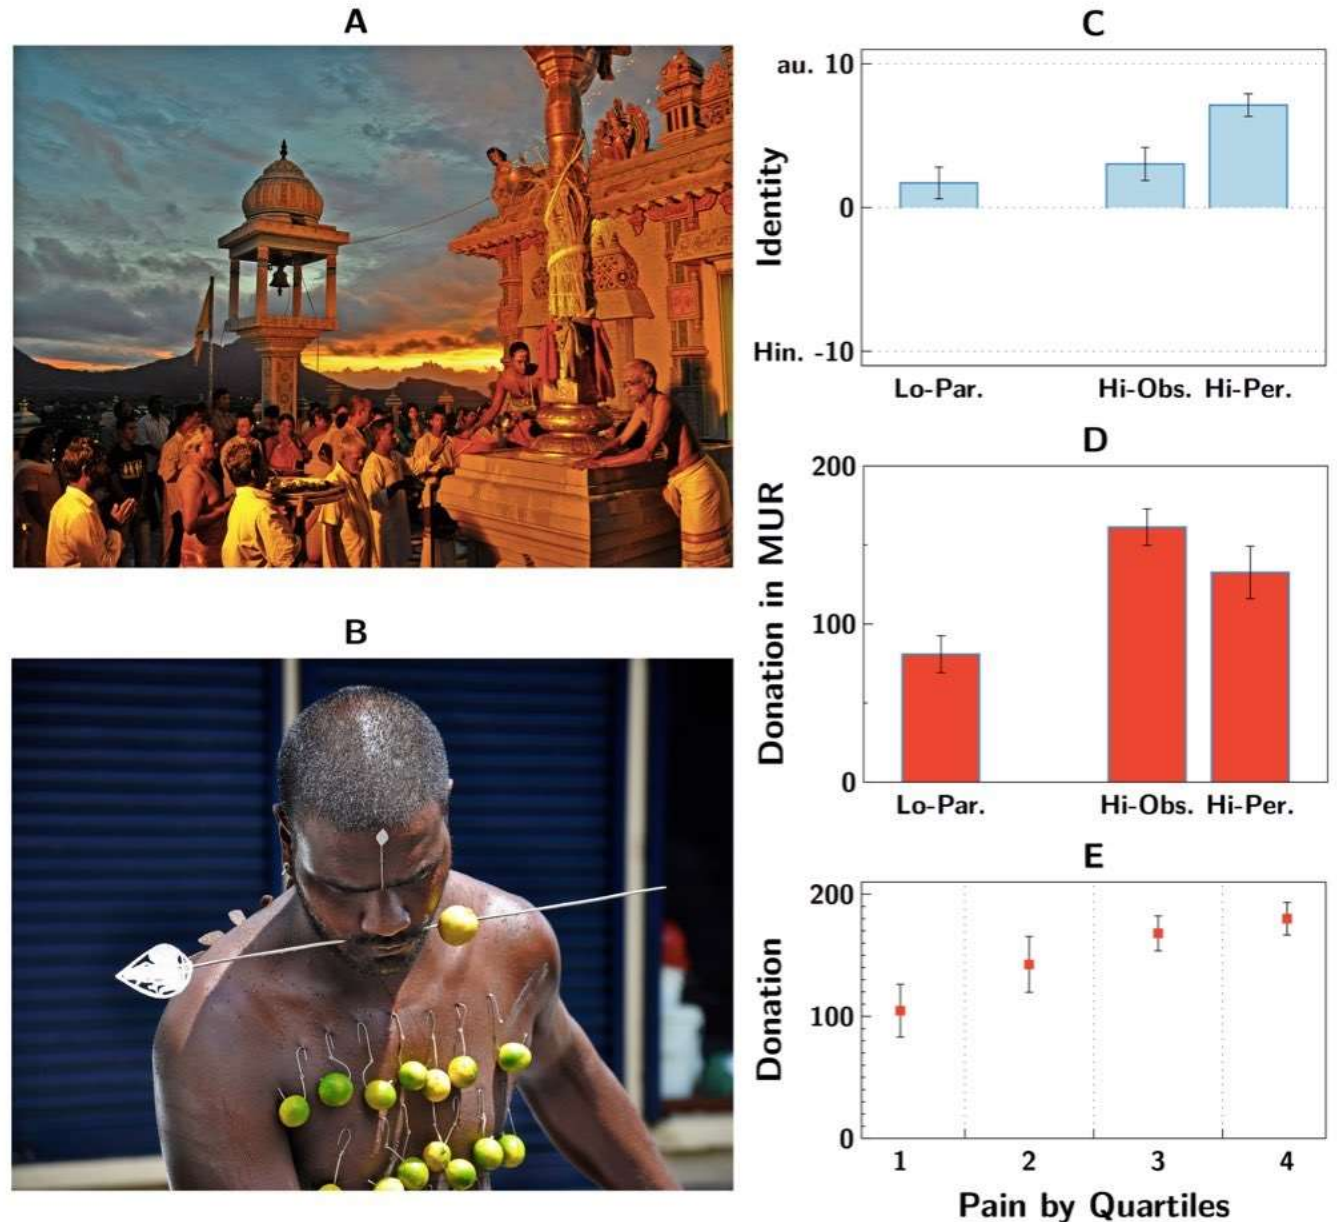 A
B
C
au. 10
0
Hin. -10
Identity
Lo-Par.
Hi-Obs.
Hi-Per.
D
200
100
0
Donation in MUR
Lo-Par.
Hi-Obs.
Hi-Per.
E
200
100
0
Donation
1
2
3
4
Pain by Quartiles